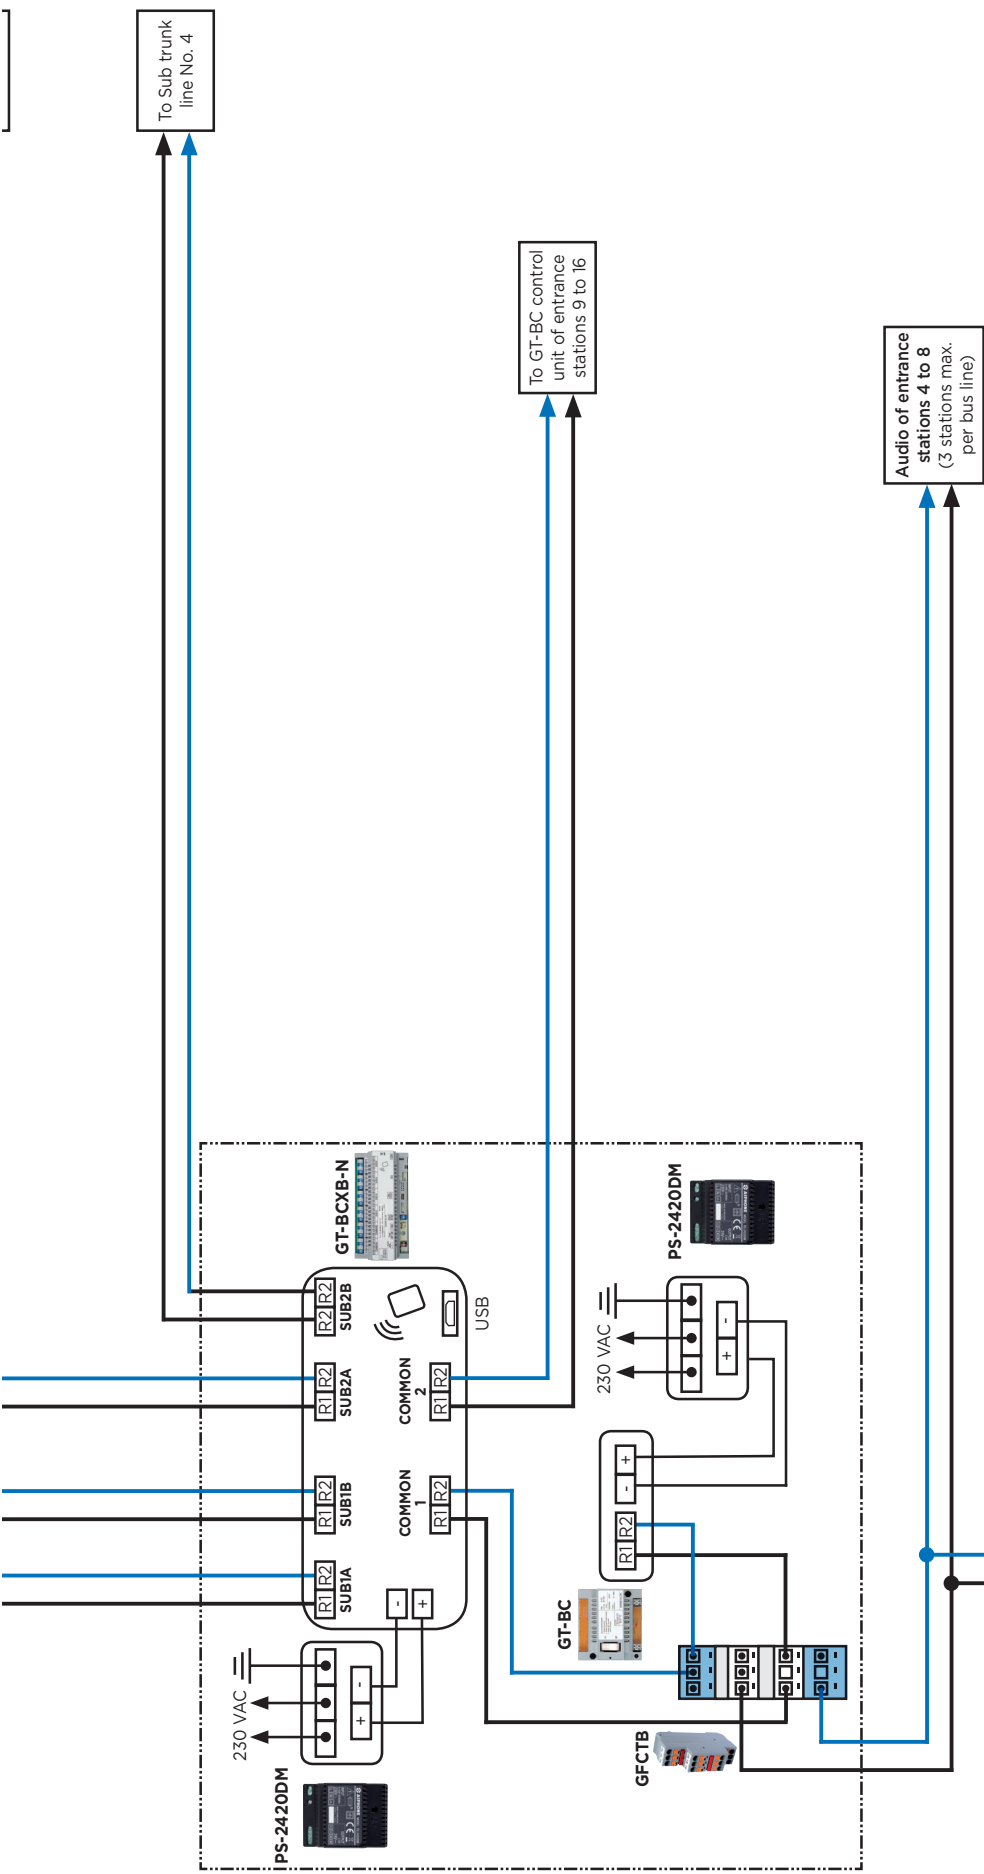 To Sub trunk
line No. 4
To GT-BC control
unit of entrance
stations 9 to 16
Audio of entrance
stations 4 to 8
(3 stations max.
per bus line)
GT-BCXB-N
R2 R2
SUB2B
R1 R2
SUB2A
R1 R2
SUB1B
R1 R2
SUB1A
USB
COMMON
2
R1 R2
COMMON
1
R1 R2
-
+
230 VAC
-
+
PS-2420DM
PS-2420DM
230 VAC
-
+
+
-
R1 R2
GT-BC
GFCTB
AIPHONE
AIPHONE